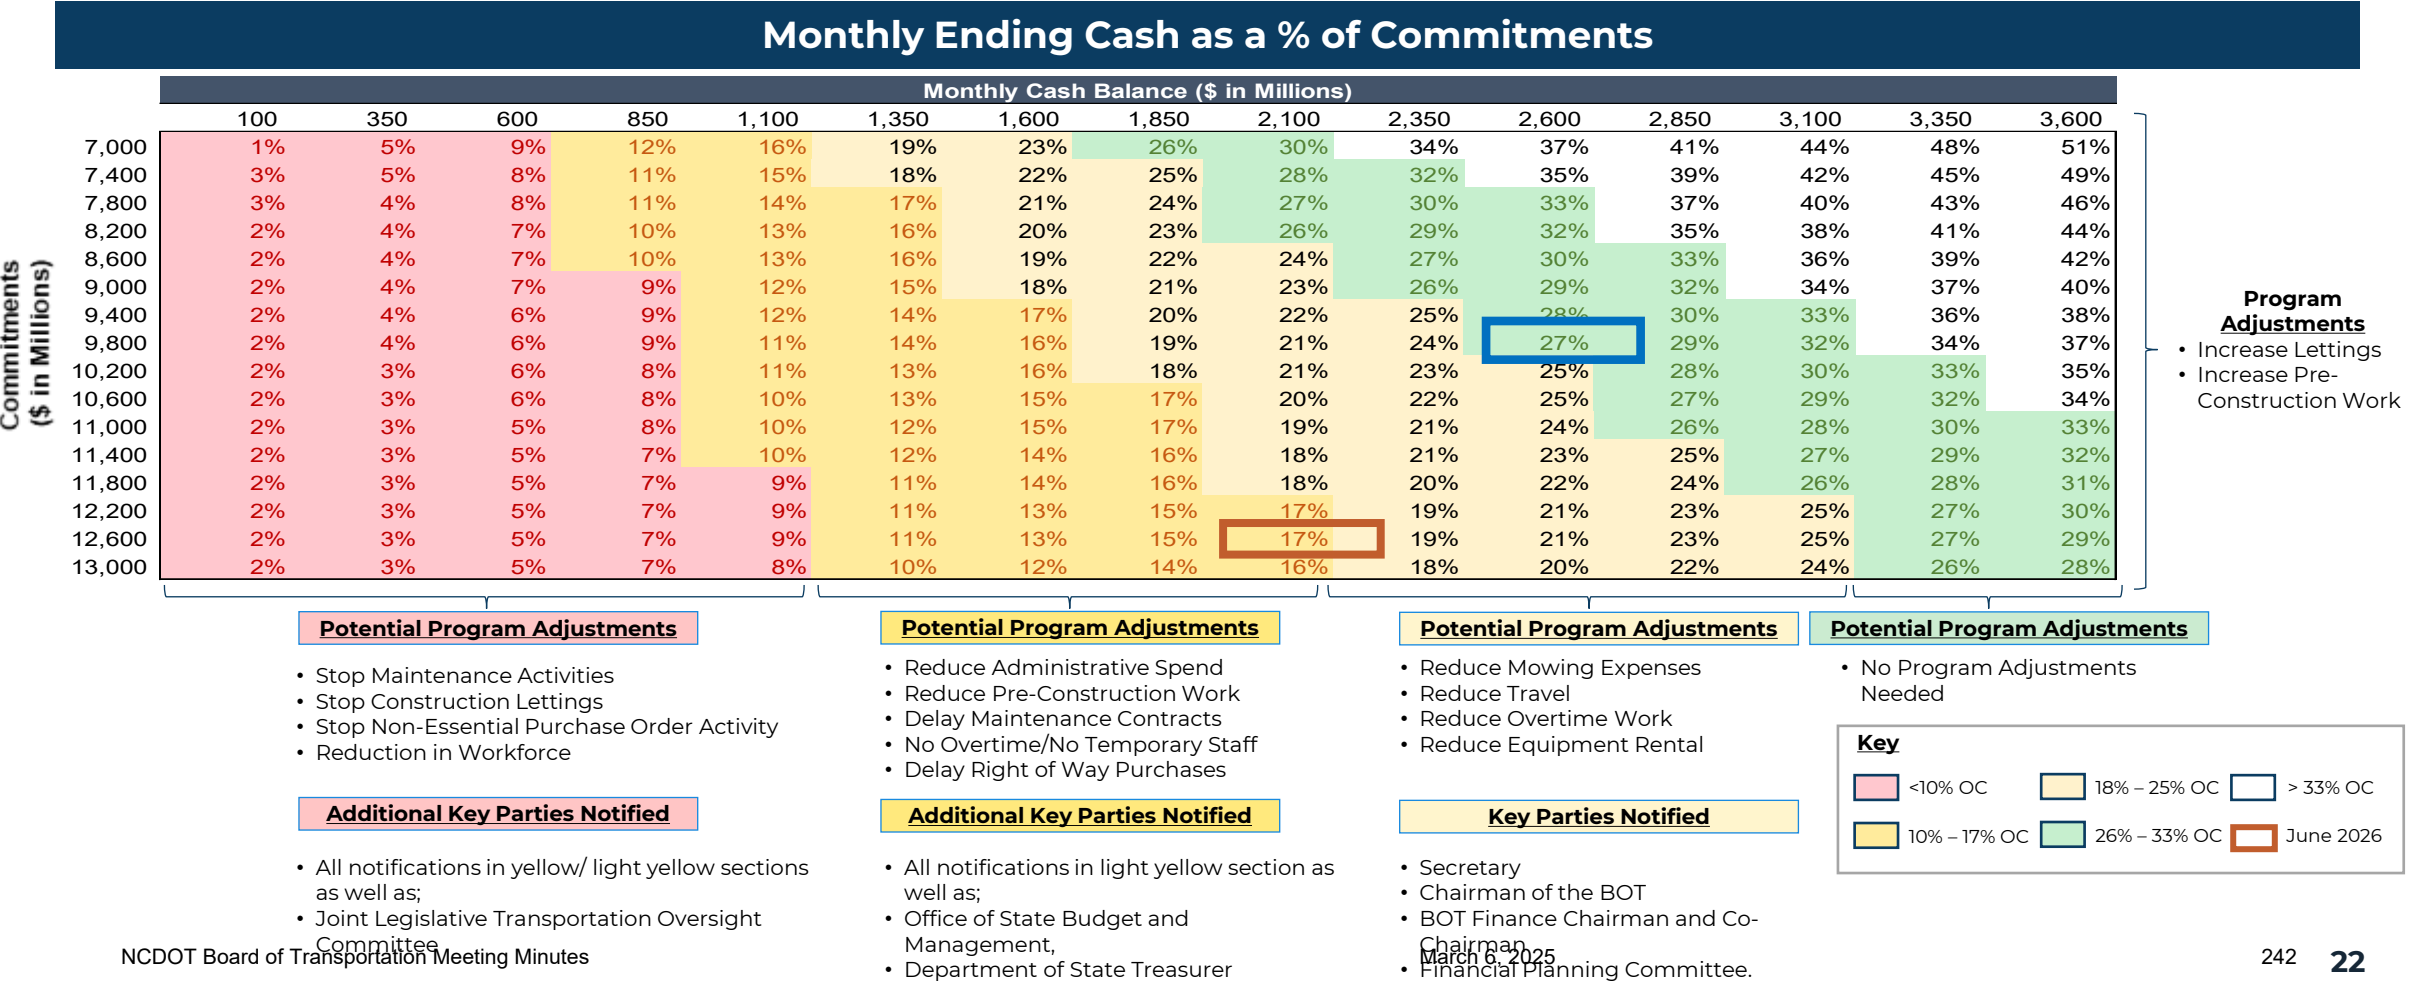 Monthly Ending Cash as a % of Commitments
Monthly Cash Balance ($ in Millions)
100 350 600 850 1,100 1,350 1,600 1,850 2,100 2,350 2,600 2,850 3,100 3,350 3,600
Commitments
($ in Millions)
7,000 1% 5% 9% 12% 16% 19% 23% 26% 30% 34% 37% 41% 44% 48% 51%
7,400 3% 5% 8% 11% 15% 18% 22% 25% 28% 32% 35% 39% 42% 45% 49%
7,800 3% 4% 8% 11% 14% 17% 21% 24% 27% 30% 33% 37% 40% 43% 46%
8,200 2% 4% 7% 10% 13% 16% 20% 23% 26% 29% 32% 35% 38% 41% 44%
8,600 2% 4% 7% 10% 13% 16% 19% 22% 24% 27% 30% 33% 36% 39% 42%
9,000 2% 4% 7% 9% 12% 15% 18% 21% 23% 26% 29% 32% 34% 37% 40%
9,400 2% 4% 6% 9% 12% 14% 17% 20% 22% 25% 28% 30% 33% 36% 38%
9,800 2% 4% 6% 9% 11% 14% 16% 19% 21% 24% 27% 29% 32% 34% 37%
10,200 2% 3% 6% 8% 11% 13% 16% 18% 21% 23% 25% 28% 30% 33% 35%
10,600 2% 3% 6% 8% 10% 13% 15% 17% 20% 22% 25% 27% 29% 32% 34%
11,000 2% 3% 5% 8% 10% 12% 15% 17% 19% 21% 24% 26% 28% 30% 33%
11,400 2% 3% 5% 7% 10% 12% 14% 16% 18% 21% 23% 25% 27% 29% 32%
11,800 2% 3% 5% 7% 9% 11% 14% 16% 18% 20% 22% 24% 26% 28% 31%
12,200 2% 3% 5% 7% 9% 11% 13% 15% 17% 19% 21% 23% 25% 27% 30%
12,600 2% 3% 5% 7% 9% 11% 13% 15% 17% 19% 21% 23% 25% 27% 29%
13,000 2% 3% 5% 7% 8% 10% 12% 14% 16% 18% 20% 22% 24% 26% 28%
Program
Adjustments
• Increase Lettings
• Increase Pre-
Construction Work
Potential Program Adjustments
• Stop Maintenance Activities
• Stop Construction Lettings
• Stop Non-Essential Purchase Order Activity
• Reduction in Workforce
Additional Key Parties Notified
• All notifications in yellow/ light yellow sections
as well as;
• Joint Legislative Transportation Oversight
Committee
Potential Program Adjustments
• Reduce Administrative Spend
• Reduce Pre-Construction Work
• Delay Maintenance Contracts
• No Overtime/No Temporary Staff
• Delay Right of Way Purchases
Additional Key Parties Notified
• All notifications in light yellow section as
well as;
• Office of State Budget and
Management,
• Department of State Treasurer
Potential Program Adjustments
• Reduce Mowing Expenses
• Reduce Travel
• Reduce Overtime Work
• Reduce Equipment Rental
Key Parties Notified
• Secretary
• Chairman of the BOT
• BOT Finance Chairman and Co-
Chairman
• Financial Planning Committee.
Potential Program Adjustments
• No Program Adjustments
Needed
Key
<10% OC 18% – 25% OC > 33% OC
10% – 17% OC 26% – 33% OC June 2026
NCDOT Board of Transportation Meeting Minutes March 6, 2025 242 22